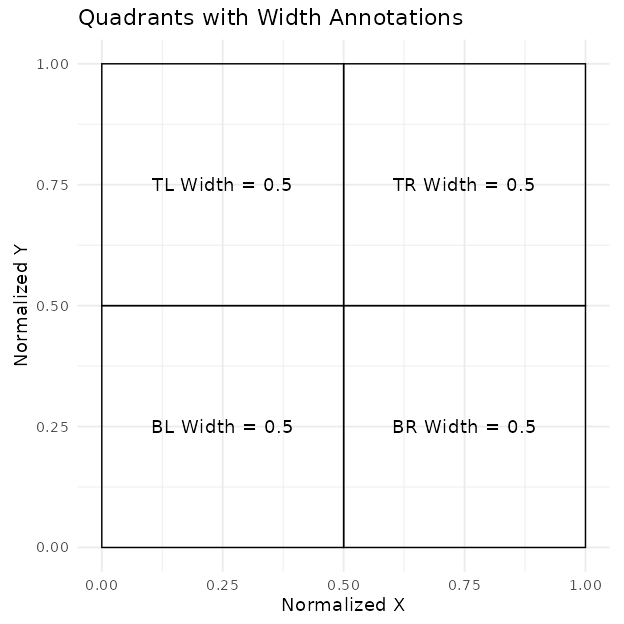 Quadrants with Width Annotations
1.00
TL Width = 0.5
TR Width = 0.5
0.75
Normalized Y
0.50
BL Width = 0.5
BR Width = 0.5
0.25
0.00
0.00 0.25 0.50 0.75 1.00
Normalized X